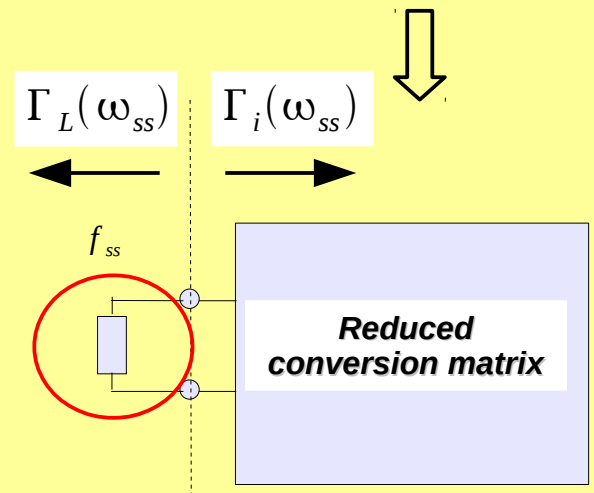 Γ_L(ω_ss) Γ_i(ω_ss)
f_ss
Reduced
conversion matrix